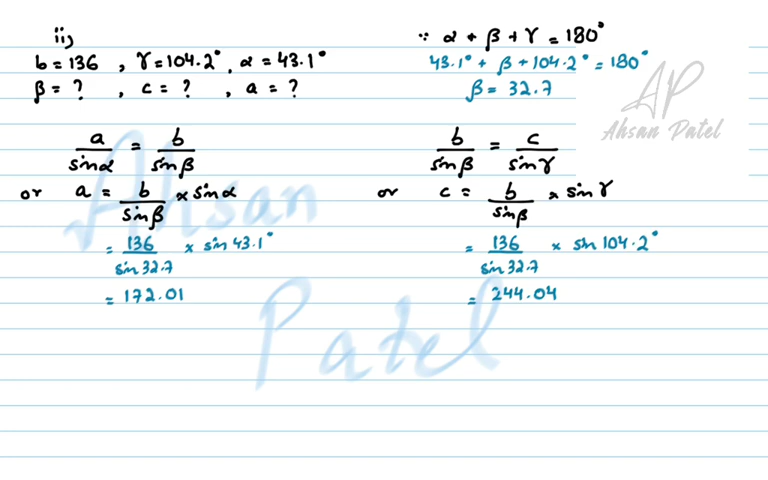 ii,
b = 136 , γ = 104.2° , α = 43.1°
β = ? , c = ? , a = ?
∵ α + β + γ = 180°
43.1° + β + 104.2° = 180°
β = 32.7
AP
Ahsan Patel
a/sinα = b/sinβ
or a = b/sinβ × sinα
= 136/sin 32.7 × sin 43.1°
= 172.01
b/sinβ = c/sinγ
or c = b/sinβ × sinγ
= 136/sin 32.7 × sin 104.2°
= 244.04
Ahsan
Patel